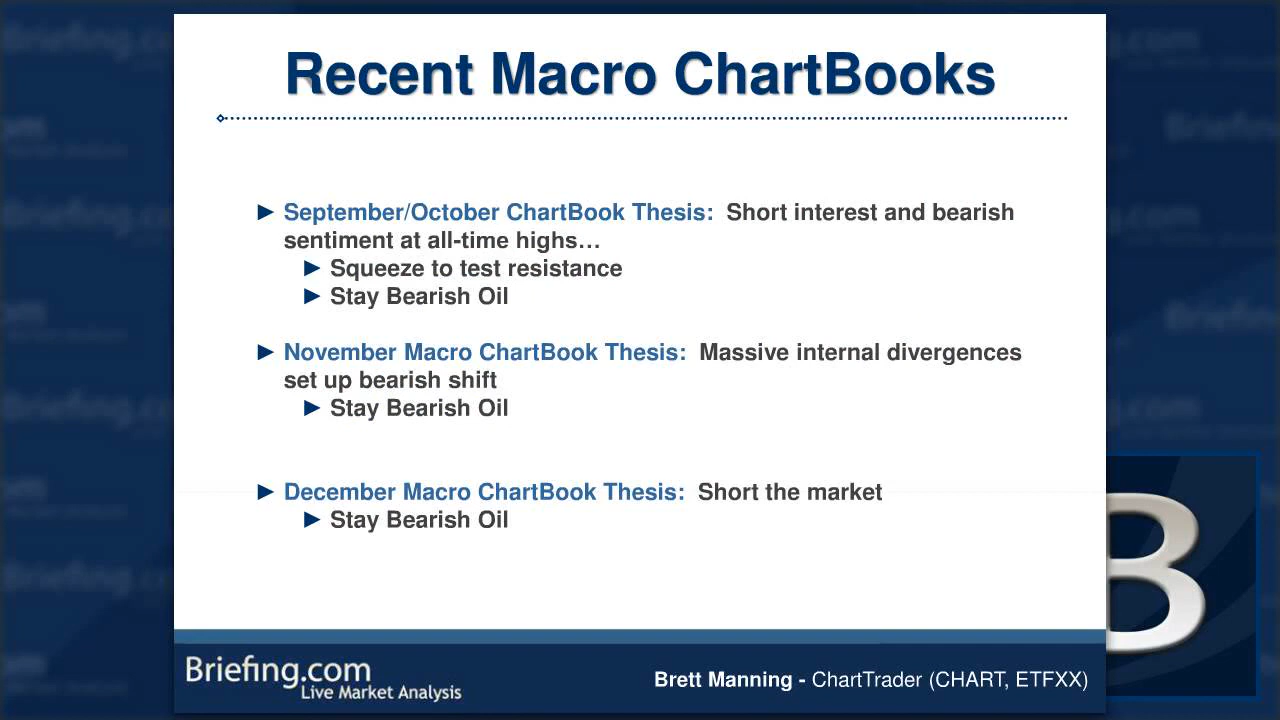 Recent Macro ChartBooks
► September/October ChartBook Thesis: Short interest and bearish
sentiment at all-time highs…
► Squeeze to test resistance
► Stay Bearish Oil
► November Macro ChartBook Thesis: Massive internal divergences
set up bearish shift
► Stay Bearish Oil
► December Macro ChartBook Thesis: Short the market
► Stay Bearish Oil
Briefing.com
Live Market Analysis
Brett Manning - ChartTrader (CHART, ETFXX)
B